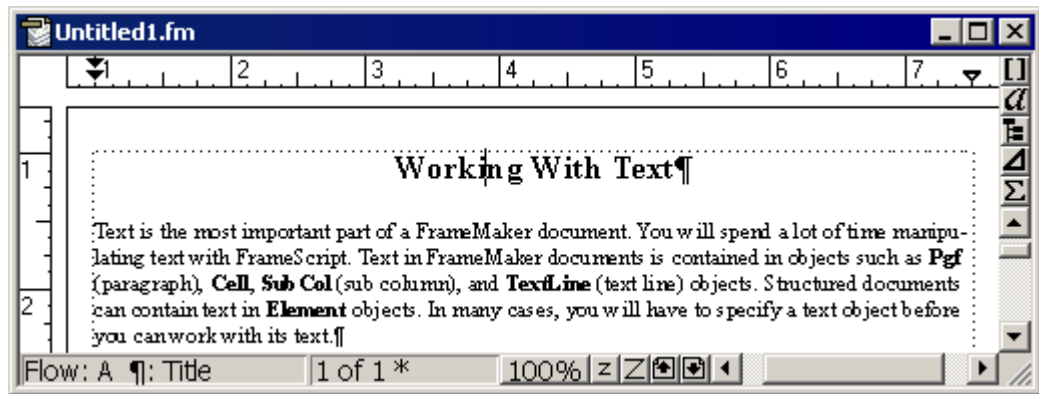 Untitled1.fm
1 2 3 4 5 6 7
1
Working With Text¶
Text is the most important part of a FrameMaker document. You will spend a lot of time manipu-
lating text with FrameScript. Text in FrameMaker documents is contained in objects such as Pgf
(paragraph), Cell, Sub Col (sub column), and TextLine (text line) objects. Structured documents
2
can contain text in Element objects. In many cases, you will have to specify a text object before
you can work with its text.¶
Flow: A ¶: Title 1 of 1 * 100% z Z